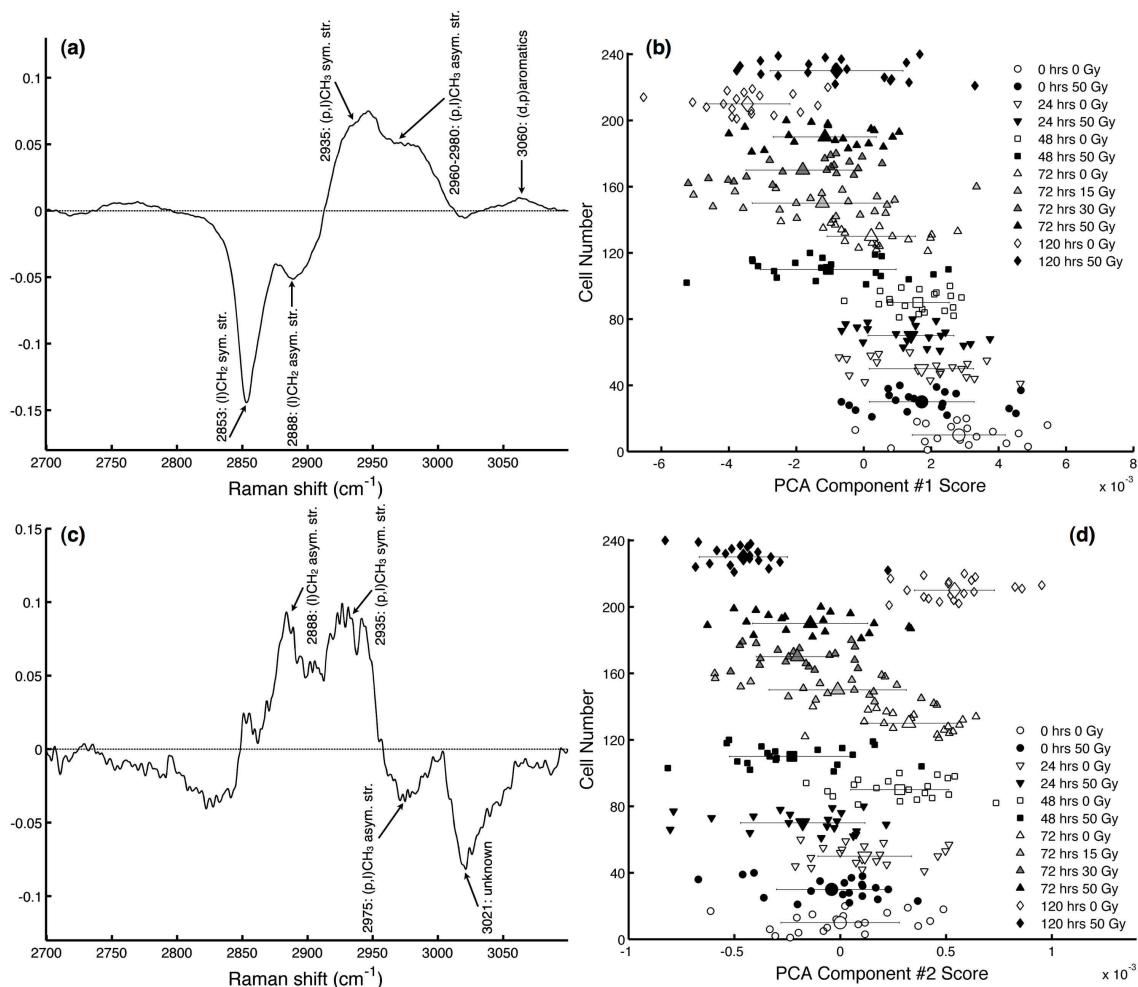 (a)
0.1
0.05
0
-0.05
-0.1
-0.15
2853: (l)CH2 sym. str.
2888: (l)CH2 asym. str.
2935: (p,l)CH3 sym. str.
2960-2980: (p,l)CH3 asym. str.
3060: (d,p)aromatics
2700 2750 2800 2850 2900 2950 3000 3050
Raman shift (cm-1)
(b)
Cell Number
240
200
160
120
80
40
0
-6 -4 -2 0 2 4 6 8
x 10-3
PCA Component #1 Score
0 hrs 0 Gy
0 hrs 50 Gy
24 hrs 0 Gy
24 hrs 50 Gy
48 hrs 0 Gy
48 hrs 50 Gy
72 hrs 0 Gy
72 hrs 15 Gy
72 hrs 30 Gy
72 hrs 50 Gy
120 hrs 0 Gy
120 hrs 50 Gy
(c)
0.15
0.1
0.05
0
-0.05
-0.1
2888: (l)CH2 asym. str.
2935: (p,l)CH3 sym. str.
2975: (p,l)CH3 asym. str.
3021: unknown
2700 2750 2800 2850 2900 2950 3000 3050
Raman shift (cm-1)
(d)
Cell Number
240
200
160
120
80
40
0
-1 -0.5 0 0.5 1
x 10-3
PCA Component #2 Score
0 hrs 0 Gy
0 hrs 50 Gy
24 hrs 0 Gy
24 hrs 50 Gy
48 hrs 0 Gy
48 hrs 50 Gy
72 hrs 0 Gy
72 hrs 15 Gy
72 hrs 30 Gy
72 hrs 50 Gy
120 hrs 0 Gy
120 hrs 50 Gy